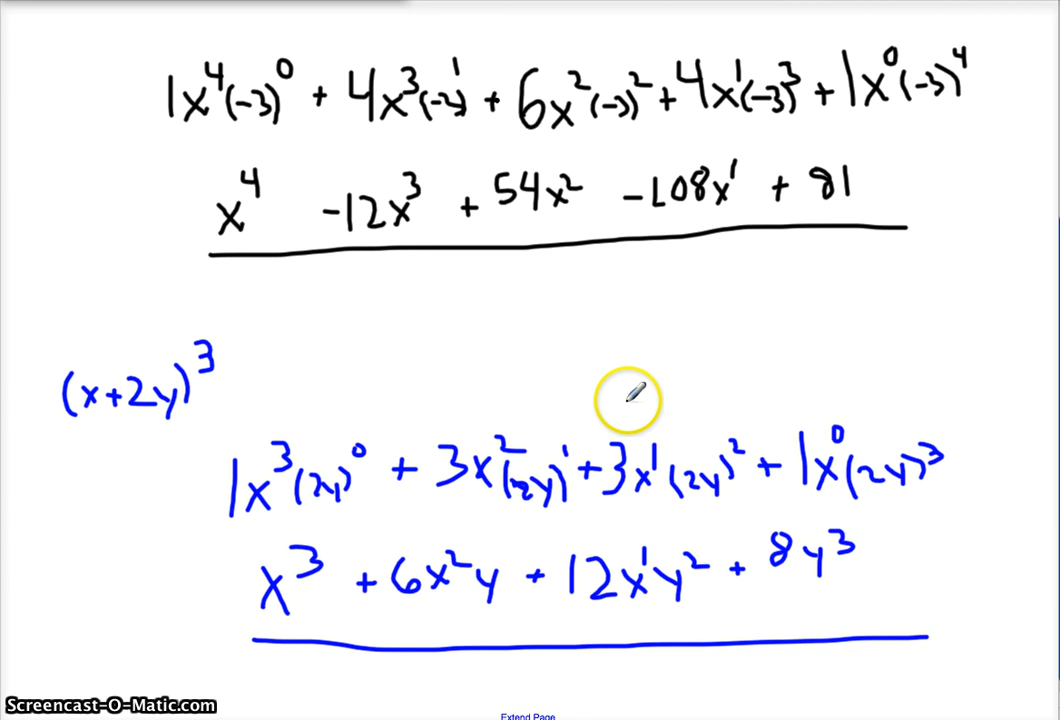 1x⁴(-3)⁰ + 4x³(-3)¹ + 6x²(-3)² + 4x¹(-3)³ + 1x⁰(-3)⁴
x⁴ -12x³ + 54x² -108x¹ + 81
(x+2y)³
1x³(2y)⁰ + 3x²(2y)¹ + 3x¹(2y)² + 1x⁰(2y)³
x³ + 6x²y + 12x¹y² + 8y³
Screencast-O-Matic.com
Extend Page